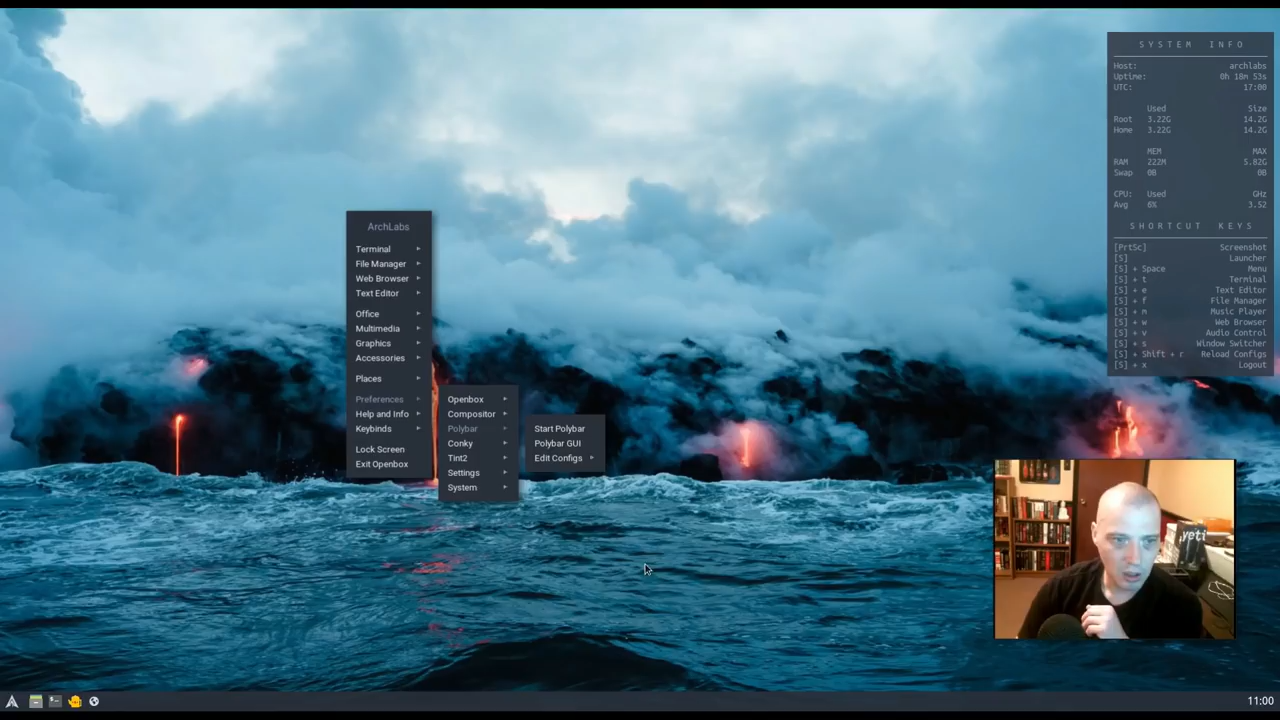 SYSTEM INFO
Host: archlabs
Uptime: 0h 18m 53s
UTC: 17:00
Used Size
Root 3.22G 14.2G
Home 3.22G 14.2G
MEM MAX
RAM 222M 5.82G
Swap 0B 0B
CPU: Used GHz
Avg 6% 3.52
SHORTCUT KEYS
[PrtSc] Screenshot
[S] Launcher
[S] + Space Menu
[S] + t Terminal
[S] + e Text Editor
[S] + f File Manager
[S] + m Music Player
[S] + w Web Browser
[S] + v Audio Control
[S] + s Window Switcher
[S] + Shift + r Reload Configs
[S] + x Logout
ArchLabs
Terminal
File Manager
Web Browser
Text Editor
Office
Multimedia
Graphics
Accessories
Places
Preferences
Help and Info
Keybinds
Lock Screen
Exit Openbox
Openbox
Compositor
Polybar
Conky
Tint2
Settings
System
Start Polybar
Polybar GUI
Edit Configs
yeti
11:00